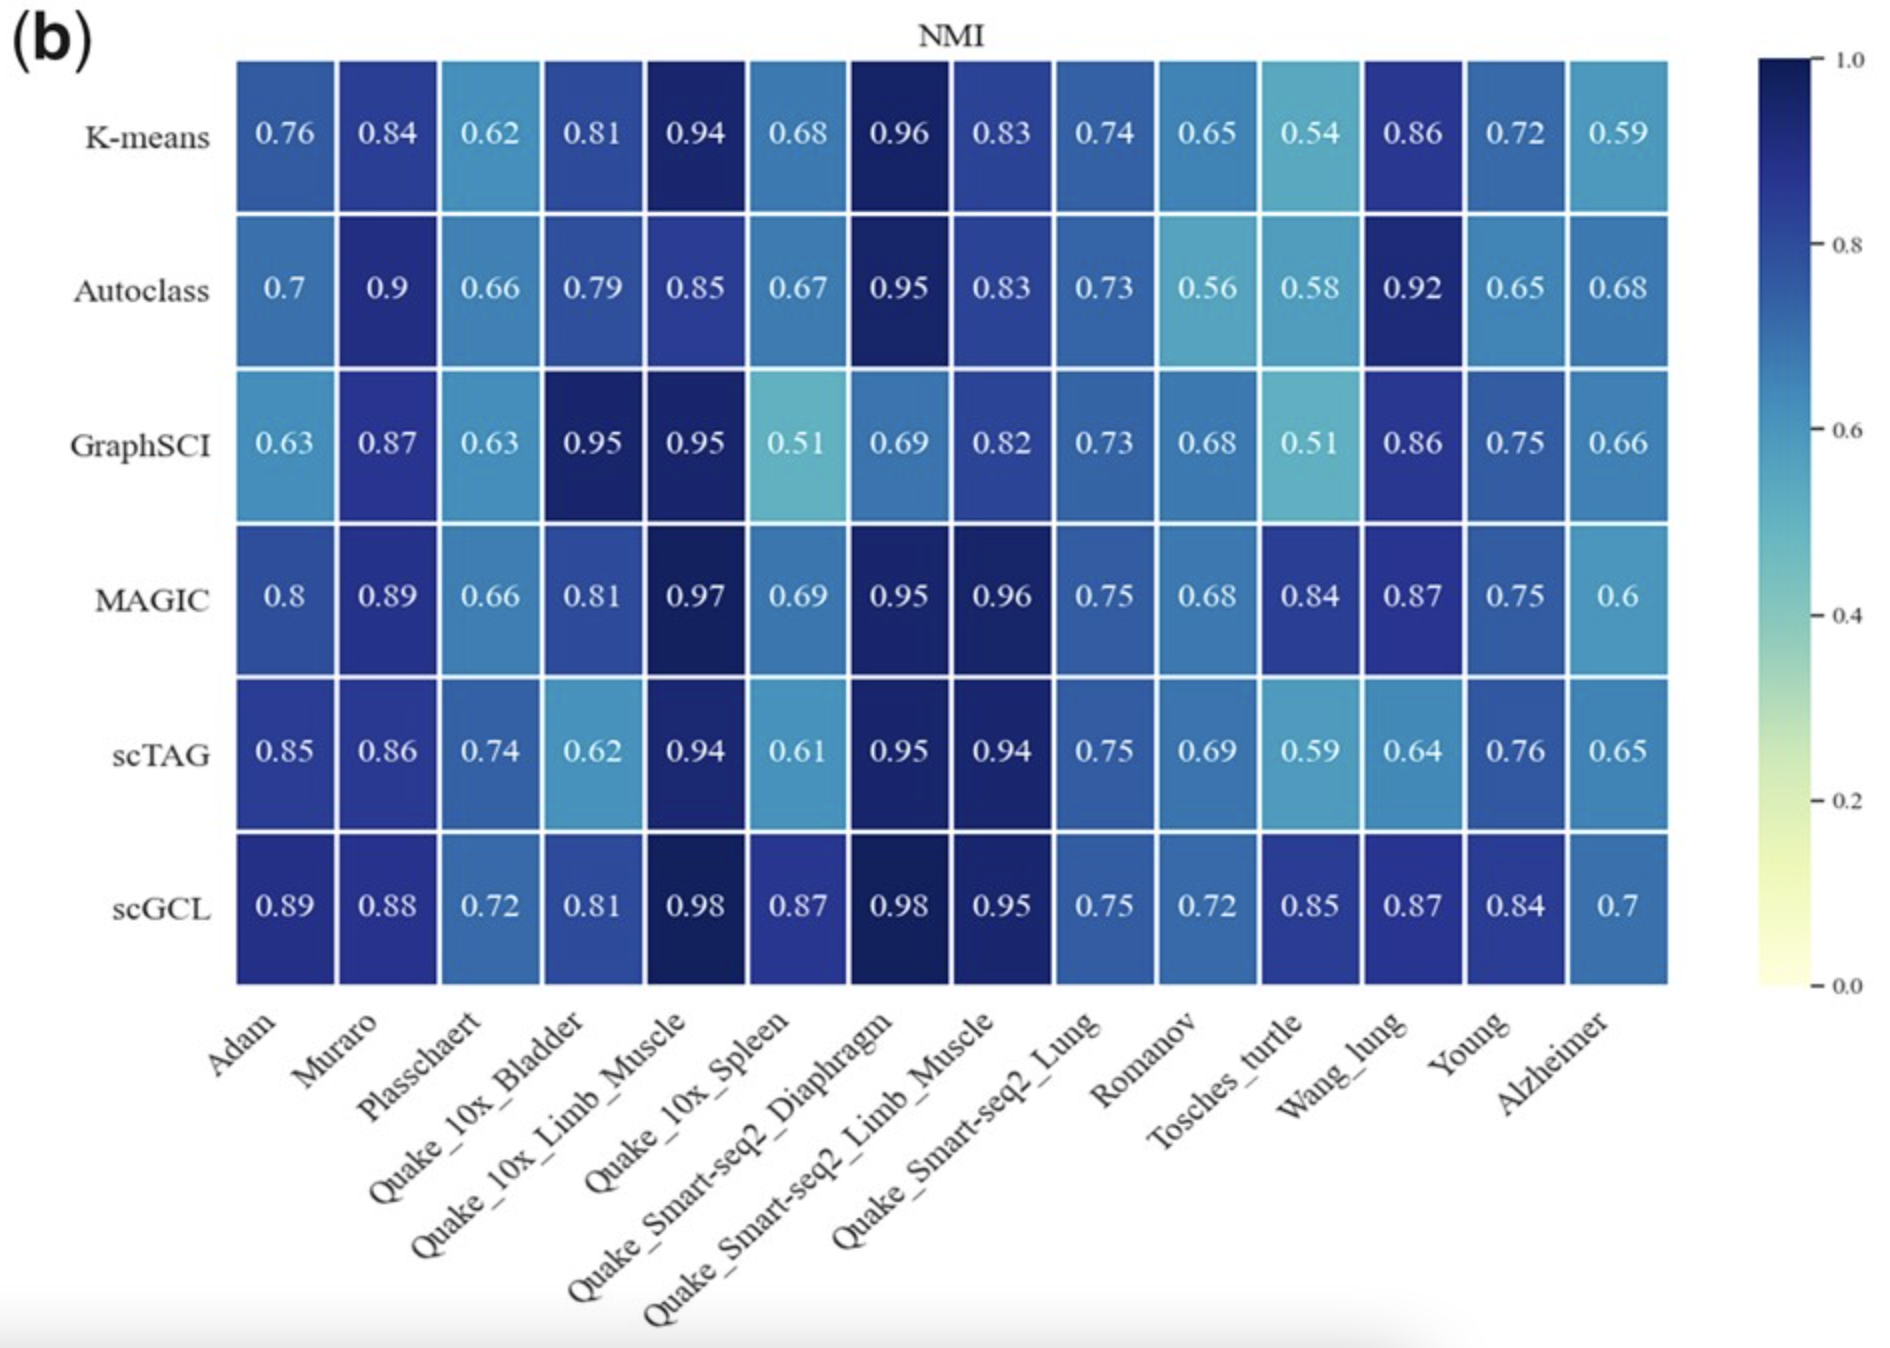 (b)
NMI
K-means 0.76 0.84 0.62 0.81 0.94 0.68 0.96 0.83 0.74 0.65 0.54 0.86 0.72 0.59
Autoclass 0.7 0.9 0.66 0.79 0.85 0.67 0.95 0.83 0.73 0.56 0.58 0.92 0.65 0.68
GraphSCI 0.63 0.87 0.63 0.95 0.95 0.51 0.69 0.82 0.73 0.68 0.51 0.86 0.75 0.66
MAGIC 0.8 0.89 0.66 0.81 0.97 0.69 0.95 0.96 0.75 0.68 0.84 0.87 0.75 0.6
scTAG 0.85 0.86 0.74 0.62 0.94 0.61 0.95 0.94 0.75 0.69 0.59 0.64 0.76 0.65
scGCL 0.89 0.88 0.72 0.81 0.98 0.87 0.98 0.95 0.75 0.72 0.85 0.87 0.84 0.7
Adam
Muraro
Plasschaert
Quake_10x_Bladder
Quake_10x_Limb_Muscle
Quake_10x_Spleen
Quake_Smart-seq2_Diaphragm
Quake_Smart-seq2_Limb_Muscle
Quake_Smart-seq2_Lung
Romanov
Tosches_turtle
Wang_lung
Young
Alzheimer
1.0
0.8
0.6
0.4
0.2
0.0